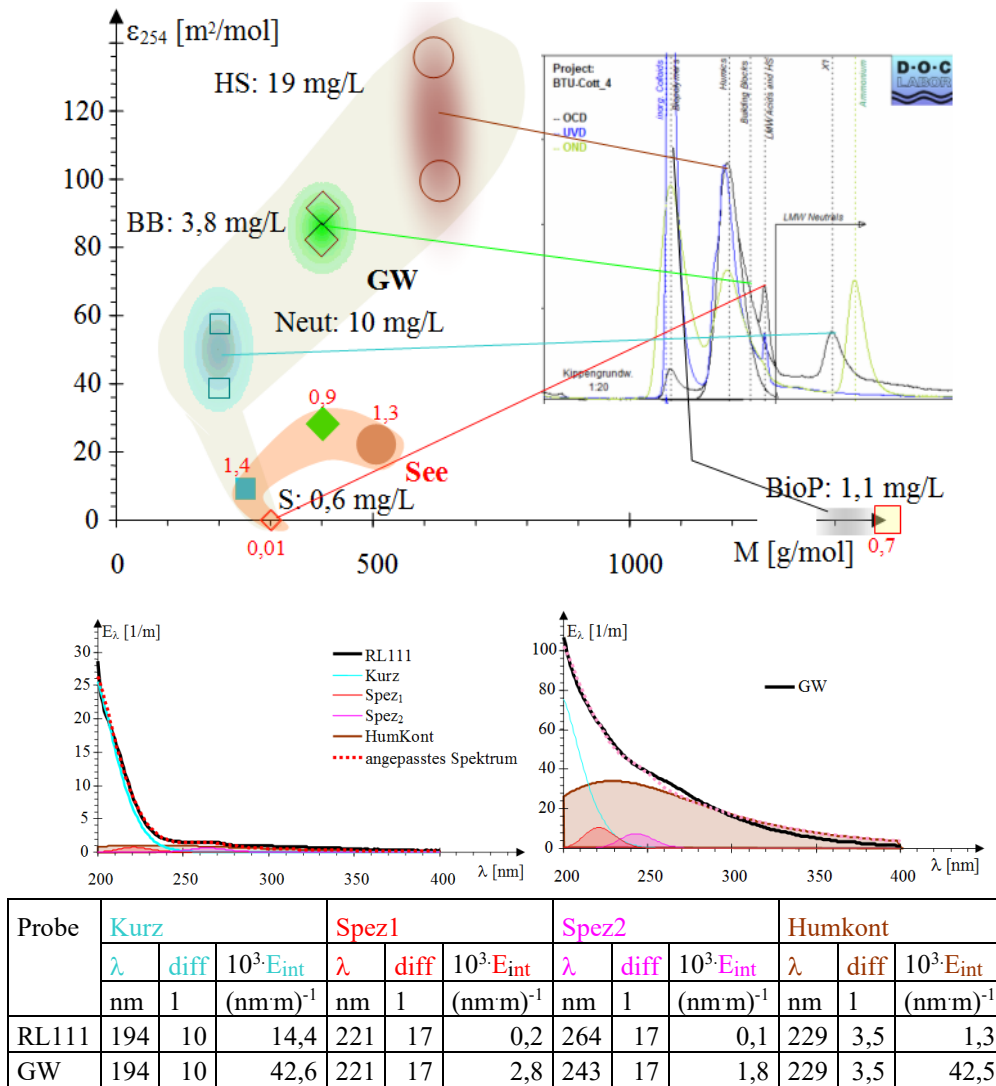 ε254 [m²/mol]
HS: 19 mg/L
120
100
BB: 3,8 mg/L
80
GW
60
Neut: 10 mg/L
40
0,9
1,3
20
1,4
See
S: 0,6 mg/L
0
0,01
0
500
1000
M [g/mol]
BioP: 1,1 mg/L
0,7
Project:
BTU-Cott_4
-- OCD
-- UVD
-- OND
inorg. Colloids
Biopolymers
Humics
Building Blocks
LMW Acids and HS
X1
Ammonium
D·O·C
LABOR
LMW Neutrals
Kippengrundw.
1:20
Eλ [1/m]
30
25
20
15
10
5
0
200
250
300
350
400
λ [nm]
RL111
Kurz
Spez1
Spez2
HumKont
angepasstes Spektrum
Eλ [1/m]
100
80
60
40
20
0
200
250
300
350
400
λ [nm]
GW
Probe Kurz Spez1 Spez2 Humkont
λ diff 10³·Eint λ diff 10³·Eint λ diff 10³·Eint λ diff 10³·Eint
nm 1 (nm·m)⁻¹ nm 1 (nm·m)⁻¹ nm 1 (nm·m)⁻¹ nm 1 (nm·m)⁻¹
RL111 194 10 14,4 221 17 0,2 264 17 0,1 229 3,5 1,3
GW 194 10 42,6 221 17 2,8 243 17 1,8 229 3,5 42,5